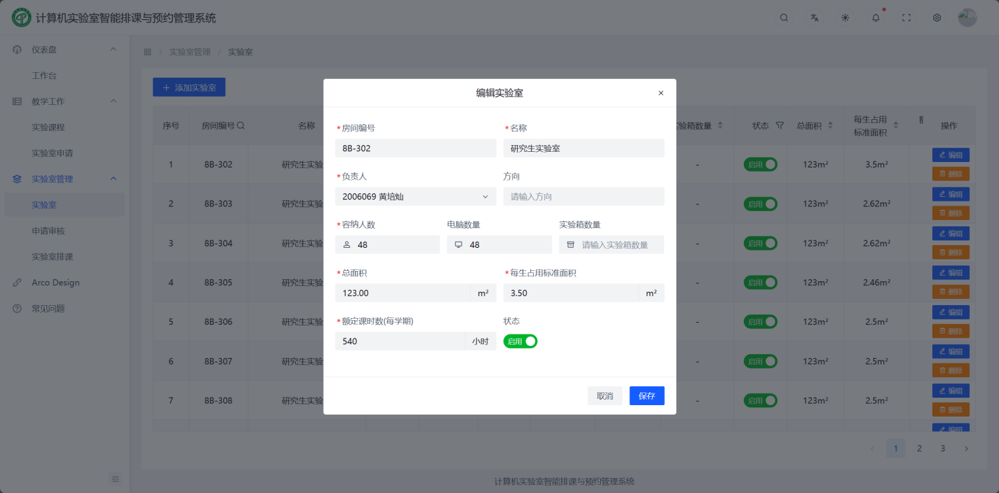 计算机实验室智能排课与预约管理系统
仪表盘
工作台
教学工作
实验课程
实验室申请
实验室管理
实验室
申请审核
实验室排课
Arco Design
常见问题
/ 实验室管理 / 实验室
添加实验室
序号 房间编号 名称 验箱数量 状态 总面积 每生占用标准面积 操作
1 8B-302 研究生实验 - 启用 123m² 3.5m² 编辑 删除
2 8B-303 研究生实验 - 启用 123m² 2.62m² 编辑 删除
3 8B-304 研究生实验 - 启用 123m² 2.62m² 编辑 删除
4 8B-305 研究生实验 - 启用 123m² 2.46m² 编辑 删除
5 8B-306 研究生实验 - 启用 123m² 2.5m² 编辑 删除
6 8B-307 研究生实验 - 启用 123m² 2.5m² 编辑 删除
7 8B-308 研究生实验 - 启用 123m² 2.5m² 编辑 删除
编辑
1 2 3
计算机实验室智能排课与预约管理系统
编辑实验室
*房间编号 *名称
8B-302 研究生实验室
*负责人 方向
2006069 黄培灿 请输入方向
*容纳人数 电脑数量 实验箱数量
48 48 请输入实验箱数量
*总面积 *每生占用标准面积
123.00 m² 3.50 m²
*额定课时数(每学期) 状态
540 小时 启用
取消 保存